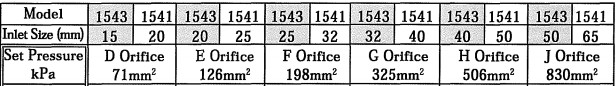 Model 1543 1541 1543 1541 1543 1541 1543 1541 1543 1541 1543 1541
Inlet Size (mm) 15 20 20 25 25 32 32 40 40 50 50 65
Set Pressure D Orifice E Orifice F Orifice G Orifice H Orifice J Orifice
kPa 71mm² 126mm² 198mm² 325mm² 506mm² 830mm²